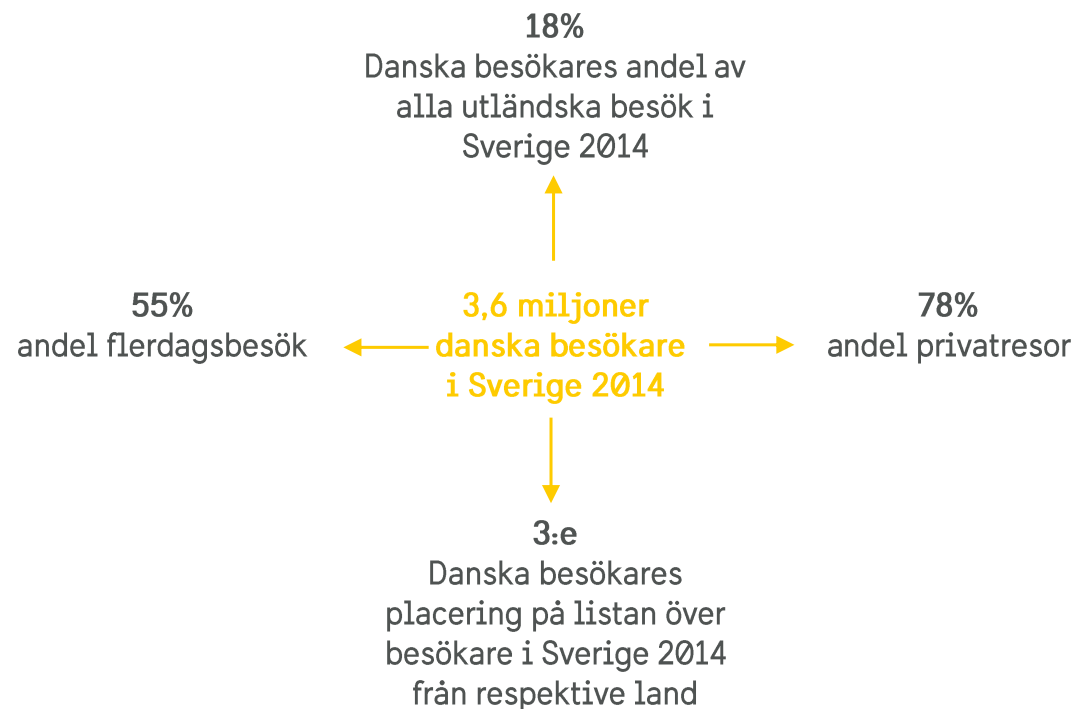 18%
Danska besökares andel av
alla utländska besök i
Sverige 2014
55%
andel flerdagsbesök
3,6 miljoner
danska besökare
i Sverige 2014
78%
andel privatresor
3:e
Danska besökares
placering på listan över
besökare i Sverige 2014
från respektive land